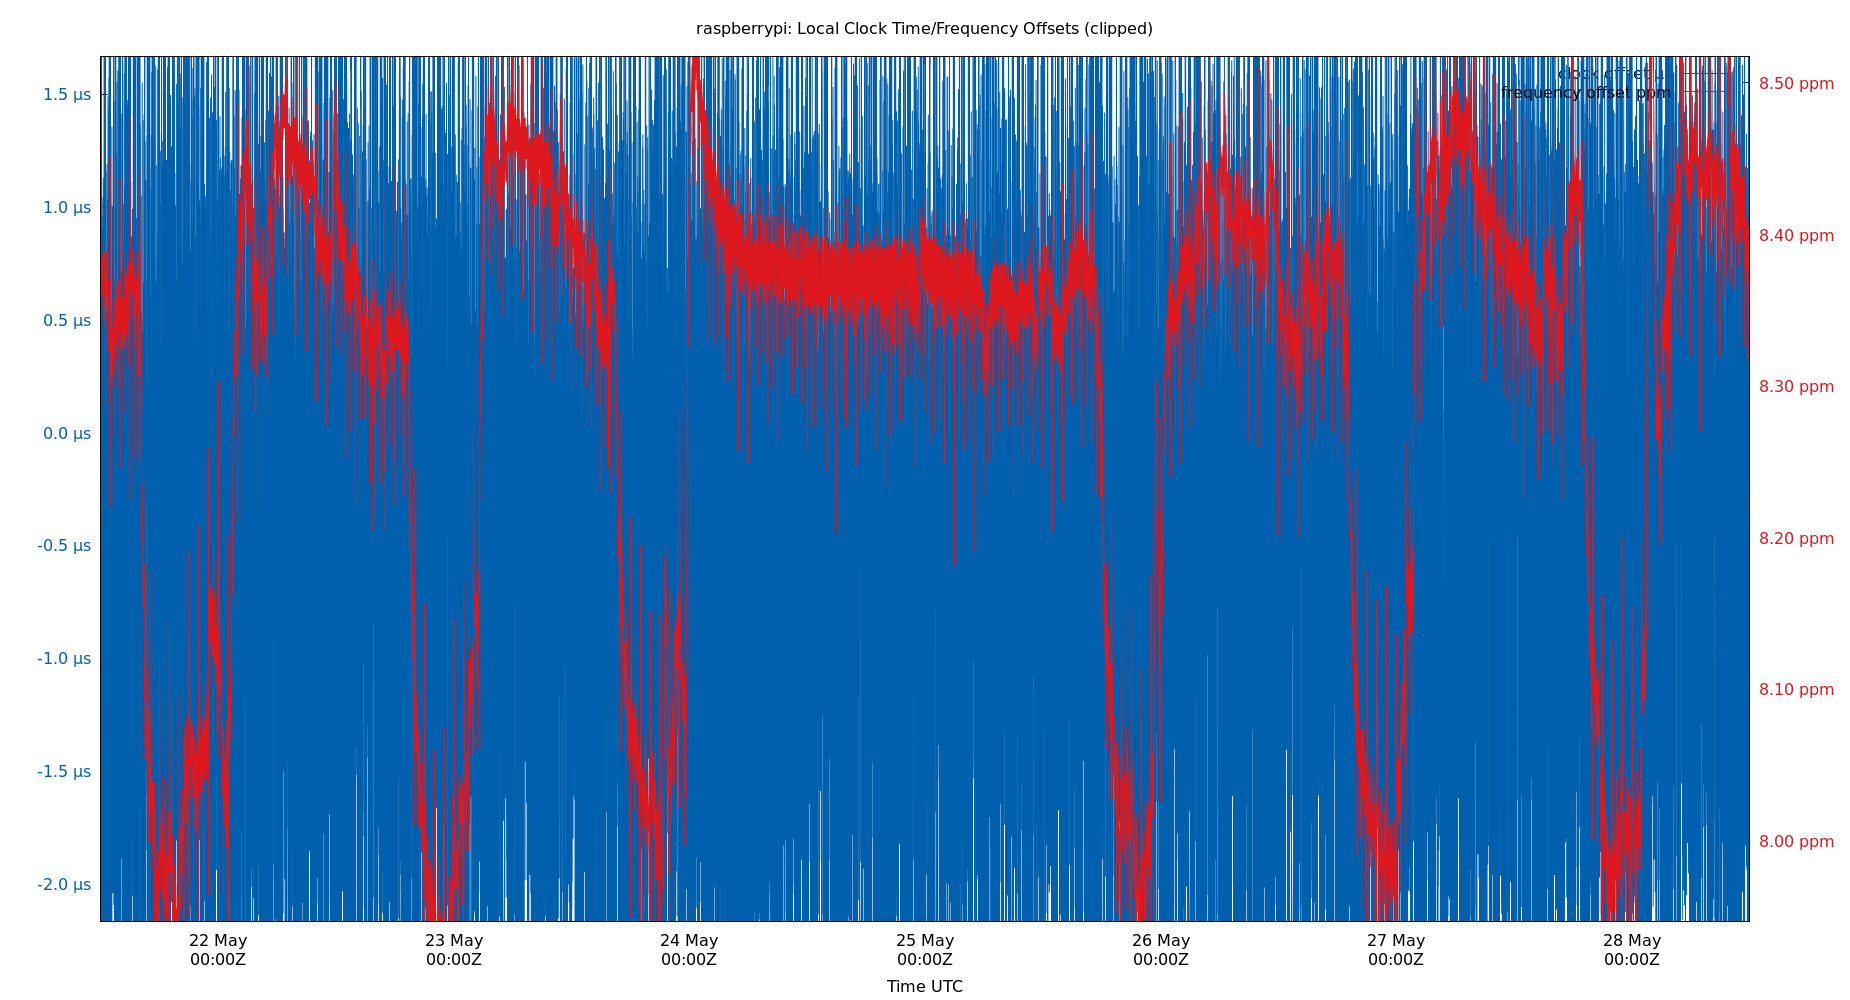 raspberrypi: Local Clock Time/Frequency Offsets (clipped)
clock offset
frequency offset ppm
1.5 µs
1.0 µs
0.5 µs
0.0 µs
-0.5 µs
-1.0 µs
-1.5 µs
-2.0 µs
8.50 ppm
8.40 ppm
8.30 ppm
8.20 ppm
8.10 ppm
8.00 ppm
22 May 23 May 24 May 25 May 26 May 27 May 28 May
00:00Z 00:00Z 00:00Z 00:00Z 00:00Z 00:00Z 00:00Z
Time UTC